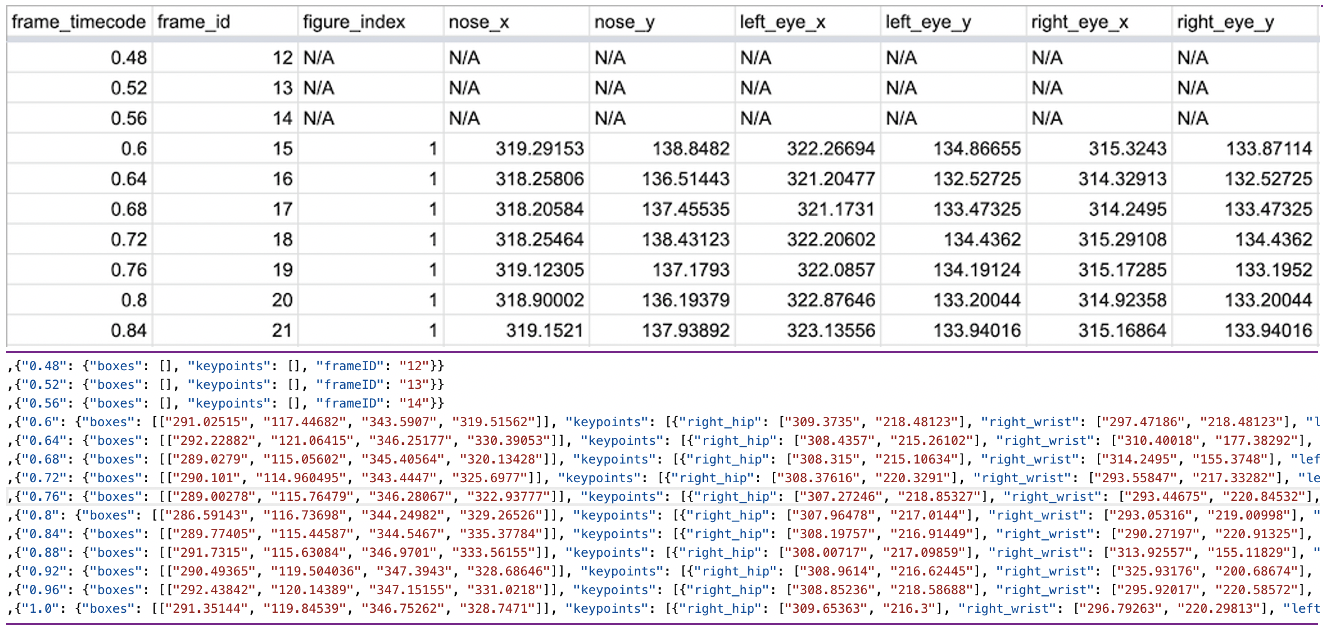 frame_timecode frame_id figure_index nose_x nose_y left_eye_x left_eye_y right_eye_x right_eye_y
0.48 12 N/A N/A N/A N/A N/A N/A N/A
0.52 13 N/A N/A N/A N/A N/A N/A N/A
0.56 14 N/A N/A N/A N/A N/A N/A N/A
0.6 15 1 319.29153 138.8482 322.26694 134.86655 315.3243 133.87114
0.64 16 1 318.25806 136.51443 321.20477 132.52725 314.32913 132.52725
0.68 17 1 318.20584 137.45535 321.1731 133.47325 314.2495 133.47325
0.72 18 1 318.25464 138.43123 322.20602 134.4362 315.29108 134.4362
0.76 19 1 319.12305 137.1793 322.0857 134.19124 315.17285 133.1952
0.8 20 1 318.90002 136.19379 322.87646 133.20044 314.92358 133.20044
0.84 21 1 319.1521 137.93892 323.13556 133.94016 315.16864 133.94016
,{"0.48": {"boxes": [], "keypoints": [], "frameID": "12"}}
,{"0.52": {"boxes": [], "keypoints": [], "frameID": "13"}}
,{"0.56": {"boxes": [], "keypoints": [], "frameID": "14"}}
,{"0.6": {"boxes": [["291.02515", "117.44682", "343.5907", "319.51562"]], "keypoints": [{"right_hip": ["309.3735", "218.48123"], "right_wrist": ["297.47186", "218.48123"], "l
,{"0.64": {"boxes": [["292.22882", "121.06415", "346.25177", "330.39053"]], "keypoints": [{"right_hip": ["308.4357", "215.26102"], "right_wrist": ["310.40018", "177.38292"],
,{"0.68": {"boxes": [["289.0279", "115.05602", "345.40564", "320.13428"]], "keypoints": [{"right_hip": ["308.315", "215.10634"], "right_wrist": ["314.2495", "155.3748"], "lef
,{"0.72": {"boxes": [["290.101", "114.960495", "343.4447", "325.6977"]], "keypoints": [{"right_hip": ["308.37616", "220.3291"], "right_wrist": ["293.55847", "217.33282"], "le
,{"0.76": {"boxes": [["289.00278", "115.76479", "346.28067", "322.93777"]], "keypoints": [{"right_hip": ["307.27246", "218.85327"], "right_wrist": ["293.44675", "220.84532"],
,{"0.8": {"boxes": [["286.59143", "116.73698", "344.24982", "329.26526"]], "keypoints": [{"right_hip": ["307.96478", "217.0144"], "right_wrist": ["293.05316", "219.00998"], "
,{"0.84": {"boxes": [["289.77405", "115.44587", "344.5467", "335.37784"]], "keypoints": [{"right_hip": ["308.19757", "216.91449"], "right_wrist": ["290.27197", "220.91325"],
,{"0.88": {"boxes": [["291.7315", "115.63084", "346.9701", "333.56155"]], "keypoints": [{"right_hip": ["308.00717", "217.09859"], "right_wrist": ["313.92557", "155.11829"], "
,{"0.92": {"boxes": [["290.49365", "119.504036", "347.3943", "328.68646"]], "keypoints": [{"right_hip": ["308.9614", "216.62445"], "right_wrist": ["325.93176", "200.68674"],
,{"0.96": {"boxes": [["292.43842", "120.14389", "347.15155", "331.0218"]], "keypoints": [{"right_hip": ["308.85236", "218.58688"], "right_wrist": ["295.92017", "220.58572"],
,{"1.0": {"boxes": [["291.35144", "119.84539", "346.75262", "328.7471"]], "keypoints": [{"right_hip": ["309.65363", "216.3"], "right_wrist": ["296.79263", "220.29813"], "left